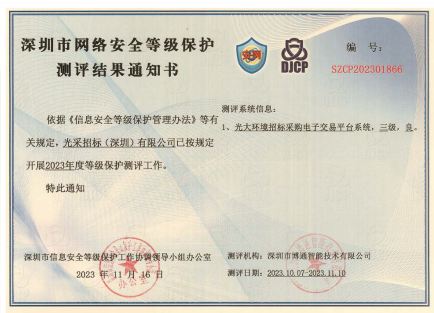 深圳市网络安全等级保护
测评结果通知书
DJCP
编 号:
SZCP202301866
依据《信息安全等级保护管理办法》等有
关规定,光采招标(深圳)有限公司已按规定
开展2023年度等级保护测评工作。
特此通知
测评系统信息:
1、光大环境招标采购电子交易平台系统,三级,良。
深圳市信息安全等级保护工作协调领导小组办公室
2023 年 11 月 16 日
测评机构:深圳市博通智能技术有限公司
测评日期:2023.10.07-2023.11.10